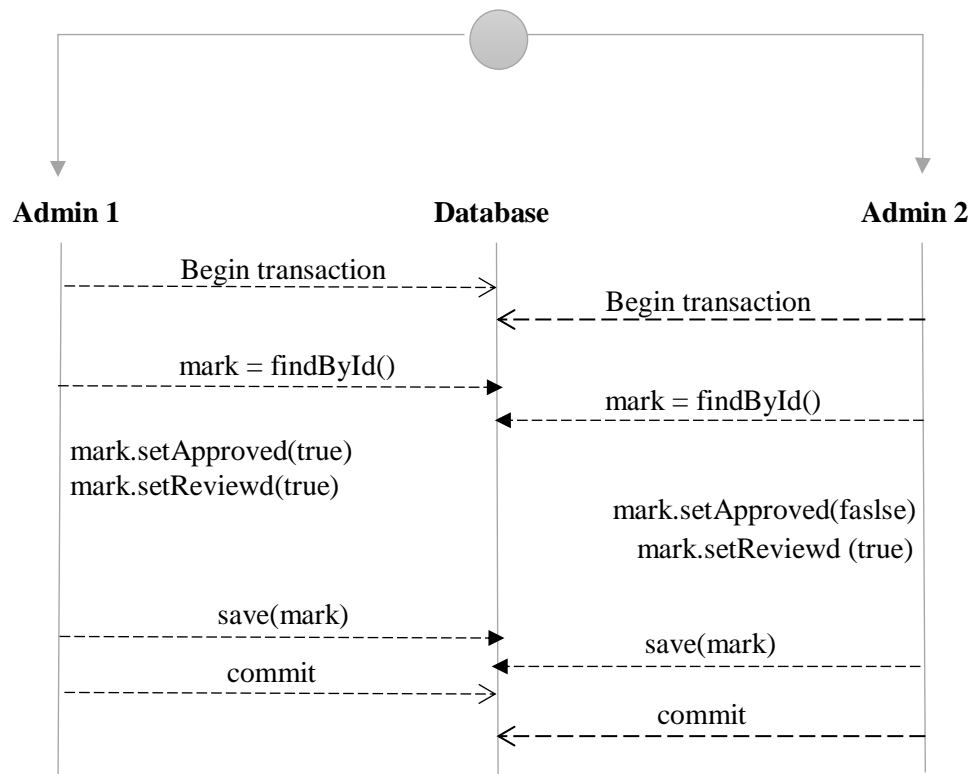 Admin 1
Database
Admin 2
Begin transaction
Begin transaction
mark = findById()
mark = findById()
mark.setApproved(true)
mark.setReviewd(true)
mark.setApproved(faslse)
mark.setReviewd (true)
save(mark)
save(mark)
commit
commit